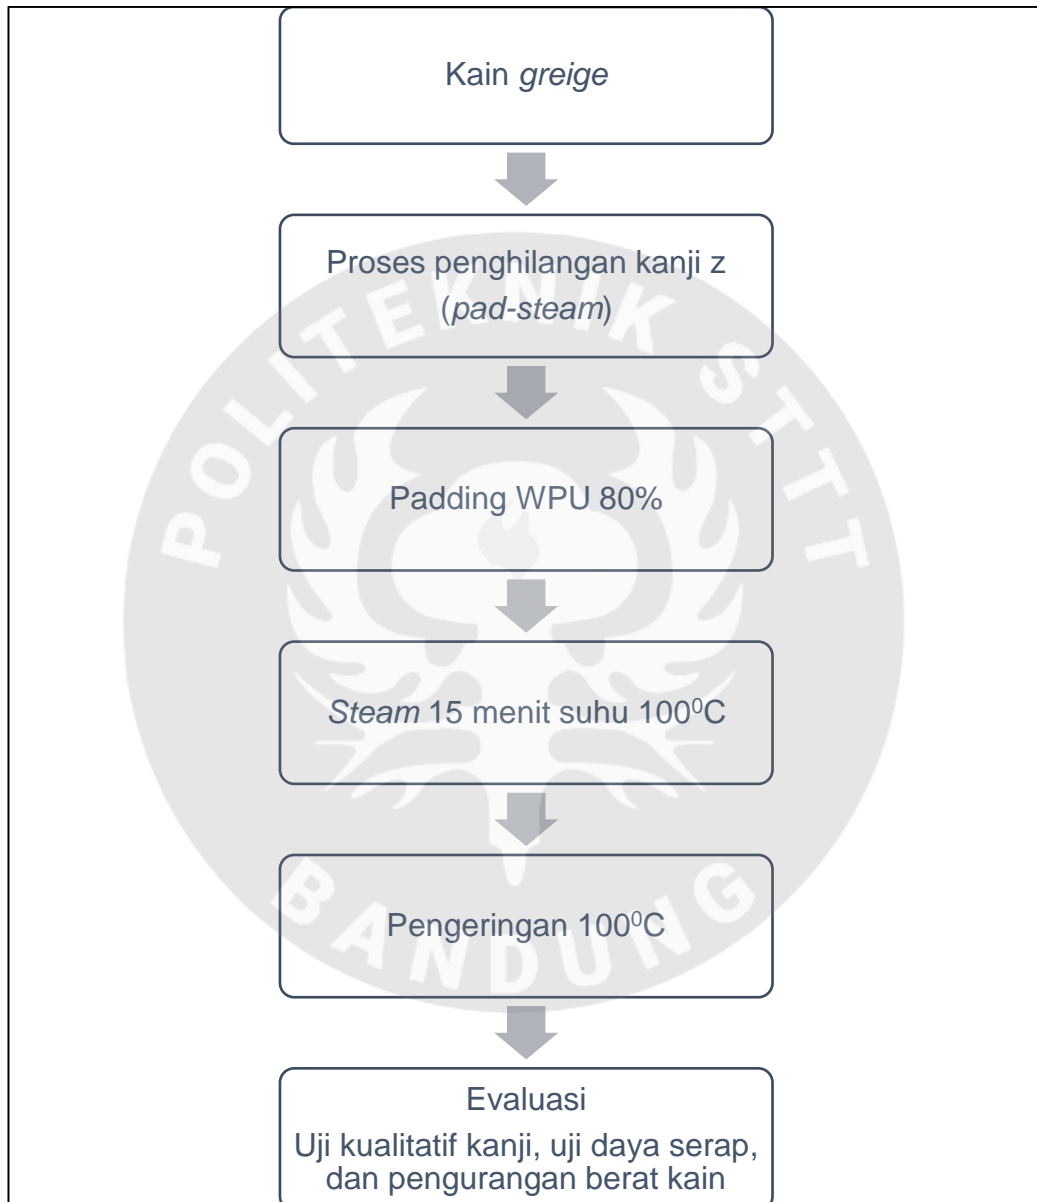 Kain greige
Proses penghilangan kanji z
(pad-steam)
Padding WPU 80%
Steam 15 menit suhu 100⁰C
Pengeringan 100⁰C
Evaluasi
Uji kualitatif kanji, uji daya serap,
dan pengurangan berat kain
POLITEKNIK STTT
BANDUNG